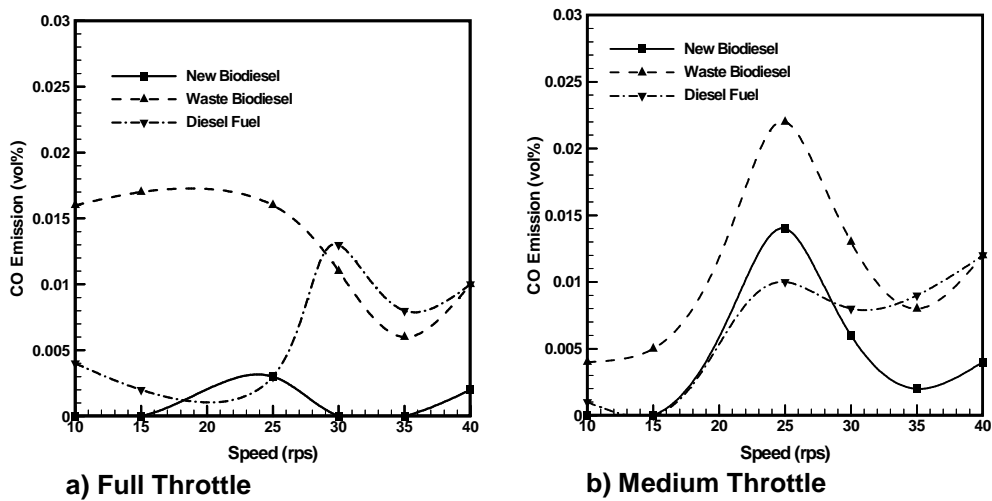 0.03
0.025
0.02
0.015
0.01
0.005
0
CO Emission (vol%)
New Biodiesel
Waste Biodiesel
Diesel Fuel
10 15 20 25 30 35 40
Speed (rps)
a) Full Throttle
0.03
0.025
0.02
0.015
0.01
0.005
0
CO Emission (vol%)
New Biodiesel
Waste Biodiesel
Diesel Fuel
10 15 20 25 30 35 40
Speed (rps)
b) Medium Throttle